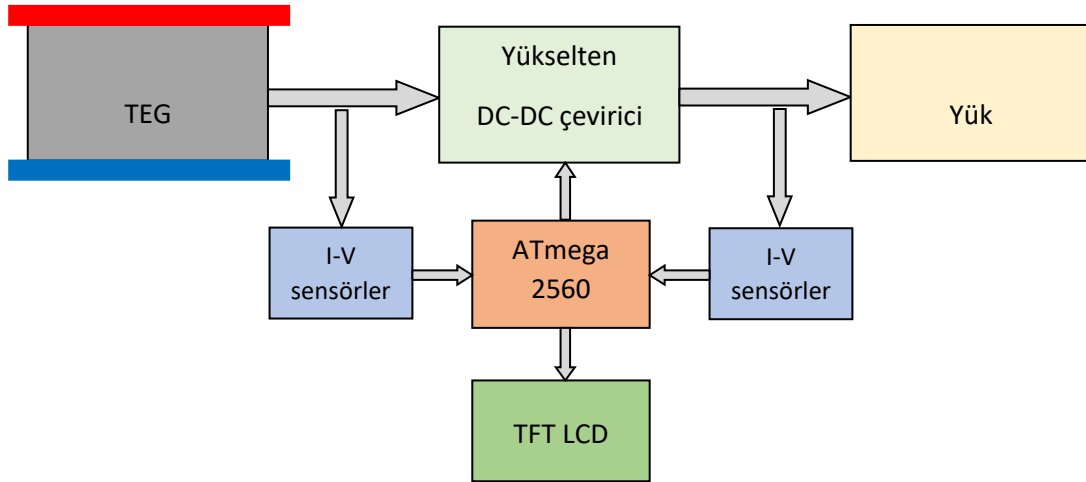 TEG
Yükselten
DC-DC çevirici
Yük
I-V
sensörler
ATmega
2560
I-V
sensörler
TFT LCD